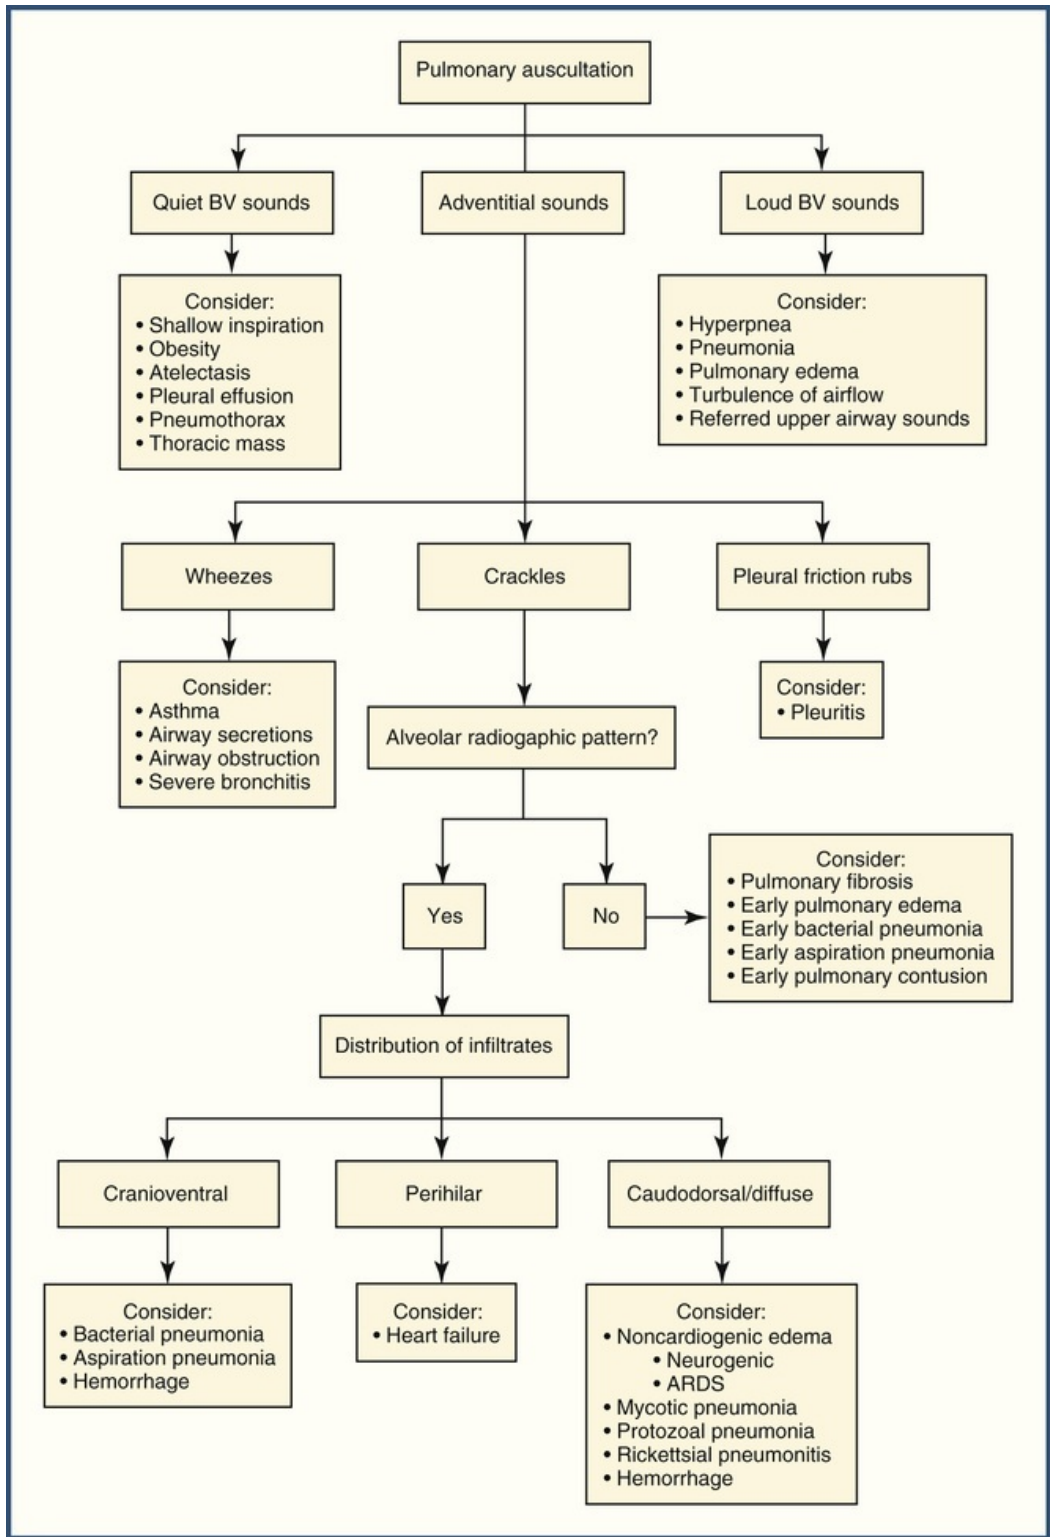 Pulmonary auscultation
Quiet BV sounds
Adventitial sounds
Loud BV sounds
Consider:
• Shallow inspiration
• Obesity
• Atelectasis
• Pleural effusion
• Pneumothorax
• Thoracic mass
Consider:
• Hyperpnea
• Pneumonia
• Pulmonary edema
• Turbulence of airflow
• Referred upper airway sounds
Wheezes
Crackles
Pleural friction rubs
Consider:
• Asthma
• Airway secretions
• Airway obstruction
• Severe bronchitis
Alveolar radiogaphic pattern?
Consider:
• Pleuritis
Yes
No
Consider:
• Pulmonary fibrosis
• Early pulmonary edema
• Early bacterial pneumonia
• Early aspiration pneumonia
• Early pulmonary contusion
Distribution of infiltrates
Cranioventral
Perihilar
Caudodorsal/diffuse
Consider:
• Bacterial pneumonia
• Aspiration pneumonia
• Hemorrhage
Consider:
• Heart failure
Consider:
• Noncardiogenic edema
• Neurogenic
• ARDS
• Mycotic pneumonia
• Protozoal pneumonia
• Rickettsial pneumonitis
• Hemorrhage